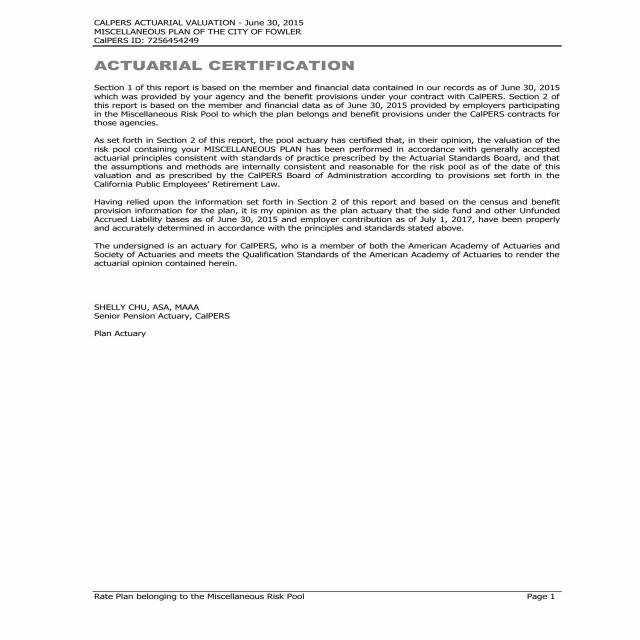 CALPERS ACTUARIAL VALUATION - June 30, 2015
MISCELLANEOUS PLAN OF THE CITY OF FOWLER
CalPERS ID: 7256454249
ACTUARIAL CERTIFICATION
Section 1 of this report is based on the member and financial data contained in our records as of June 30, 2015
which was provided by your agency and the benefit provisions under your contract with CalPERS. Section 2 of
this report is based on the member and financial data as of June 30, 2015 provided by employers participating
in the Miscellaneous Risk Pool to which the plan belongs and benefit provisions under the CalPERS contracts for
those agencies.
As set forth in Section 2 of this report, the pool actuary has certified that, in their opinion, the valuation of the
risk pool containing your MISCELLANEOUS PLAN has been performed in accordance with generally accepted
actuarial principles consistent with standards of practice prescribed by the Actuarial Standards Board, and that
the assumptions and methods are internally consistent and reasonable for the risk pool as of the date of this
valuation and as prescribed by the CalPERS Board of Administration according to provisions set forth in the
California Public Employees' Retirement Law.
Having relied upon the information set forth in Section 2 of this report and based on the census and benefit
provision information for the plan, it is my opinion as the plan actuary that the side fund and other Unfunded
Accrued Liability bases as of June 30, 2015 and employer contribution as of July 1, 2017, have been properly
and accurately determined in accordance with the principles and standards stated above.
The undersigned is an actuary for CalPERS, who is a member of both the American Academy of Actuaries and
Society of Actuaries and meets the Qualification Standards of the American Academy of Actuaries to render the
actuarial opinion contained herein.
SHELLY CHU, ASA, MAAA
Senior Pension Actuary, CalPERS
Plan Actuary
Rate Plan belonging to the Miscellaneous Risk Pool Page 1